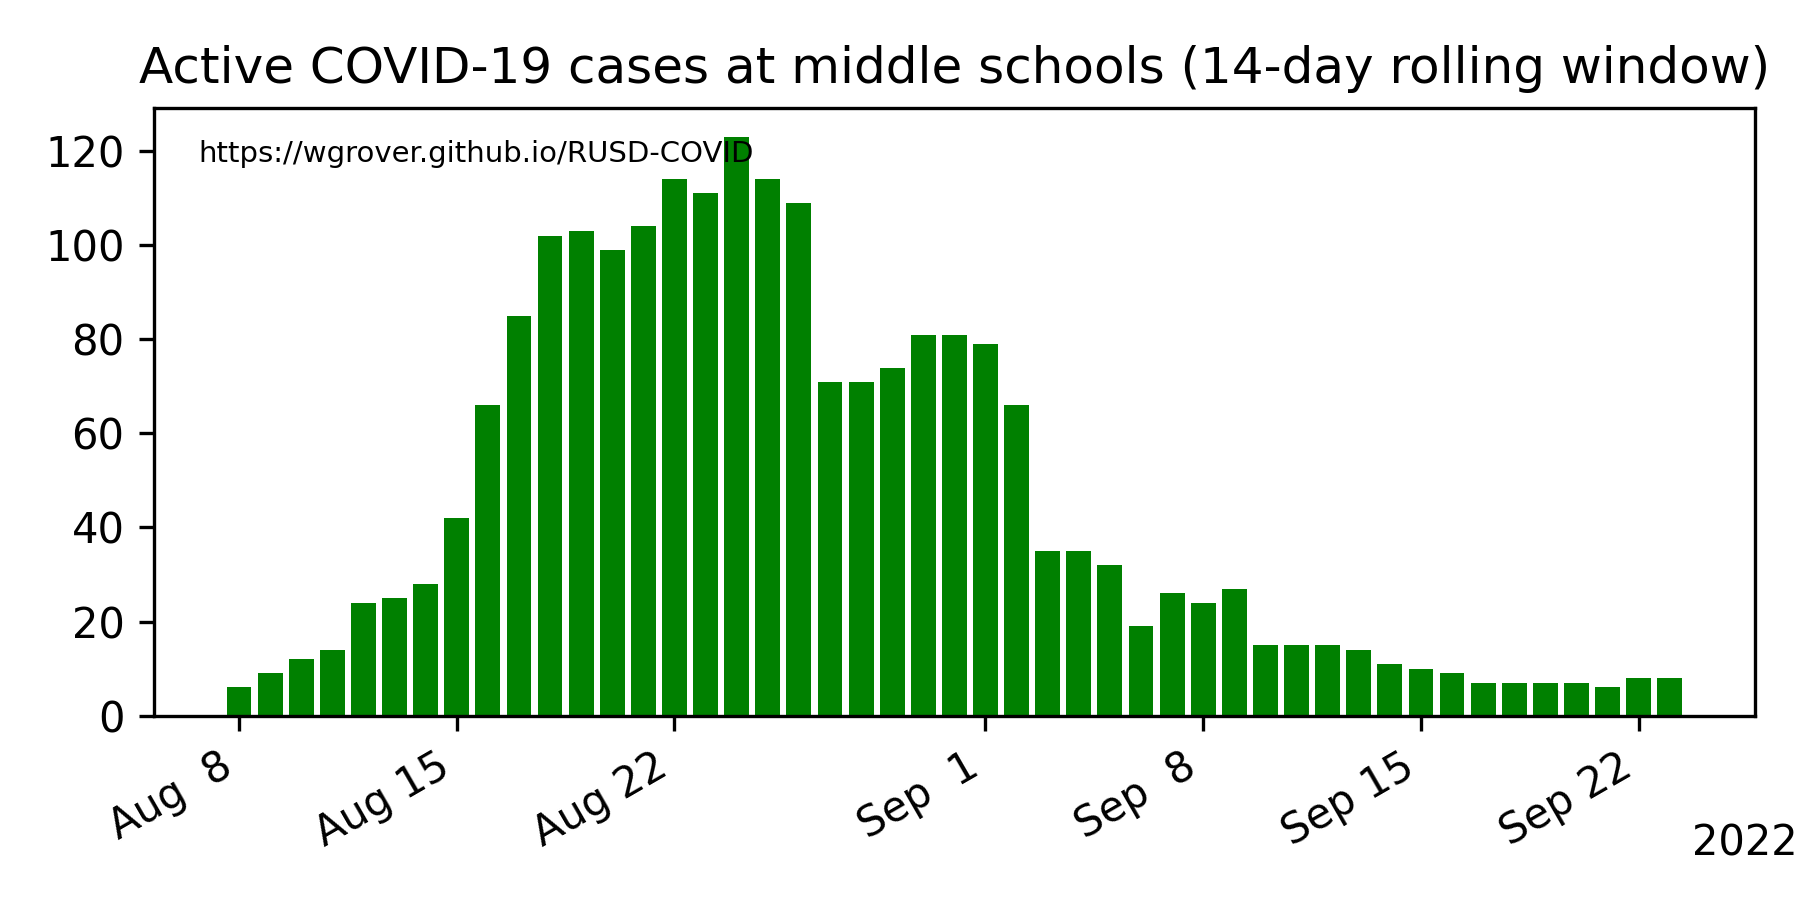 Active COVID-19 cases at middle schools (14-day rolling window)
https://wgrover.github.io/RUSD-COVID
120
100
80
60
40
20
0
Aug 8
Aug 15
Aug 22
Sep 1
Sep 8
Sep 15
Sep 22
2022